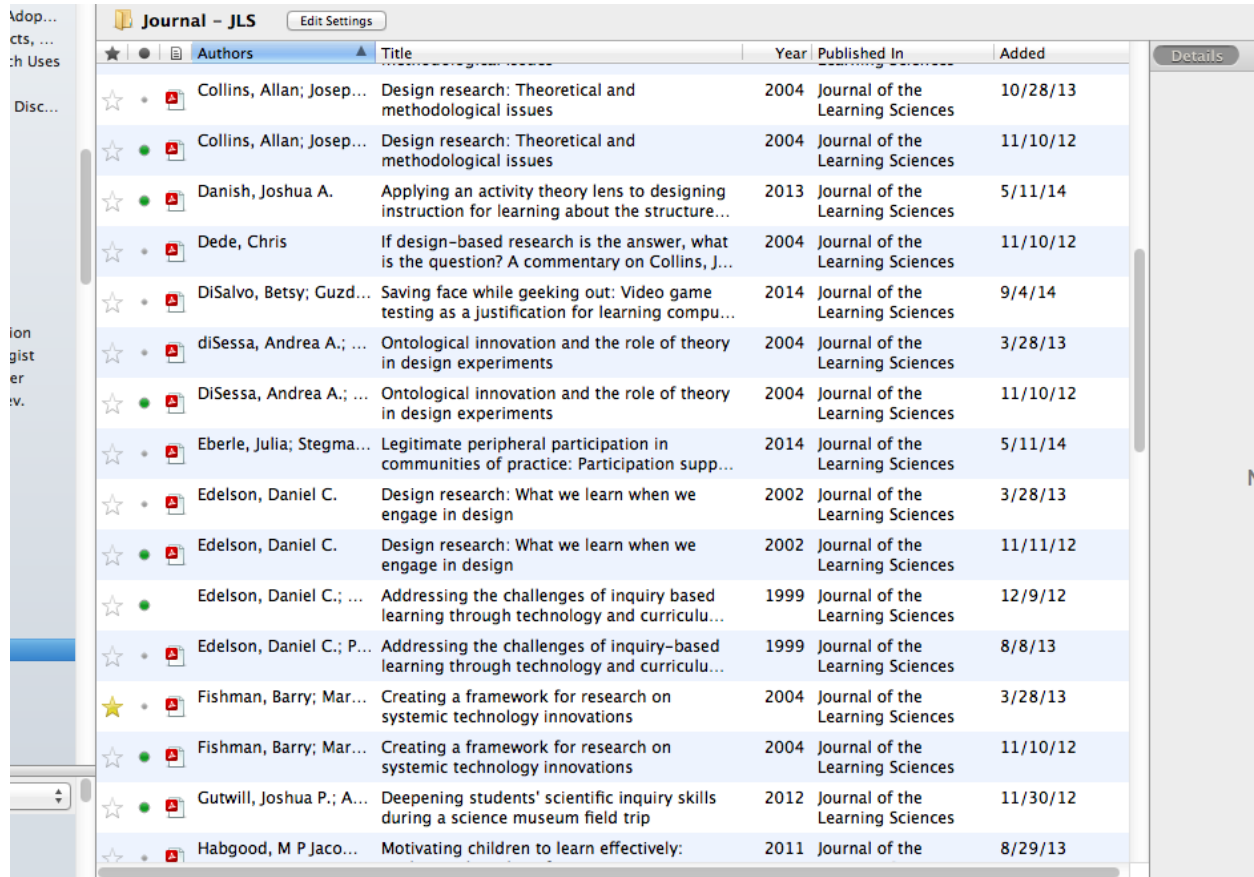 Adop...
cts, ...
ch Uses
Disc...
ion
gist
er
ev.
Journal – JLS Edit Settings
Authors Title Year Published In Added
Details
methodological issues Learning Sciences
Collins, Allan; Josep... Design research: Theoretical and 2004 Journal of the 10/28/13
methodological issues Learning Sciences
Collins, Allan; Josep... Design research: Theoretical and 2004 Journal of the 11/10/12
methodological issues Learning Sciences
Danish, Joshua A. Applying an activity theory lens to designing 2013 Journal of the 5/11/14
instruction for learning about the structure... Learning Sciences
Dede, Chris If design-based research is the answer, what 2004 Journal of the 11/10/12
is the question? A commentary on Collins, J... Learning Sciences
DiSalvo, Betsy; Guzd... Saving face while geeking out: Video game 2014 Journal of the 9/4/14
testing as a justification for learning compu... Learning Sciences
diSessa, Andrea A.; ... Ontological innovation and the role of theory 2004 Journal of the 3/28/13
in design experiments Learning Sciences
DiSessa, Andrea A.; ... Ontological innovation and the role of theory 2004 Journal of the 11/10/12
in design experiments Learning Sciences
Eberle, Julia; Stegma... Legitimate peripheral participation in 2014 Journal of the 5/11/14
communities of practice: Participation supp... Learning Sciences
Edelson, Daniel C. Design research: What we learn when we 2002 Journal of the 3/28/13
engage in design Learning Sciences
Edelson, Daniel C. Design research: What we learn when we 2002 Journal of the 11/11/12
engage in design Learning Sciences
Edelson, Daniel C.; ... Addressing the challenges of inquiry based 1999 Journal of the 12/9/12
learning through technology and curriculu... Learning Sciences
Edelson, Daniel C.; P... Addressing the challenges of inquiry-based 1999 Journal of the 8/8/13
learning through technology and curriculu... Learning Sciences
Fishman, Barry; Mar... Creating a framework for research on 2004 Journal of the 3/28/13
systemic technology innovations Learning Sciences
Fishman, Barry; Mar... Creating a framework for research on 2004 Journal of the 11/10/12
systemic technology innovations Learning Sciences
Gutwill, Joshua P.; A... Deepening students' scientific inquiry skills 2012 Journal of the 11/30/12
during a science museum field trip Learning Sciences
Habgood, M P Jaco... Motivating children to learn effectively: 2011 Journal of the 8/29/13
N